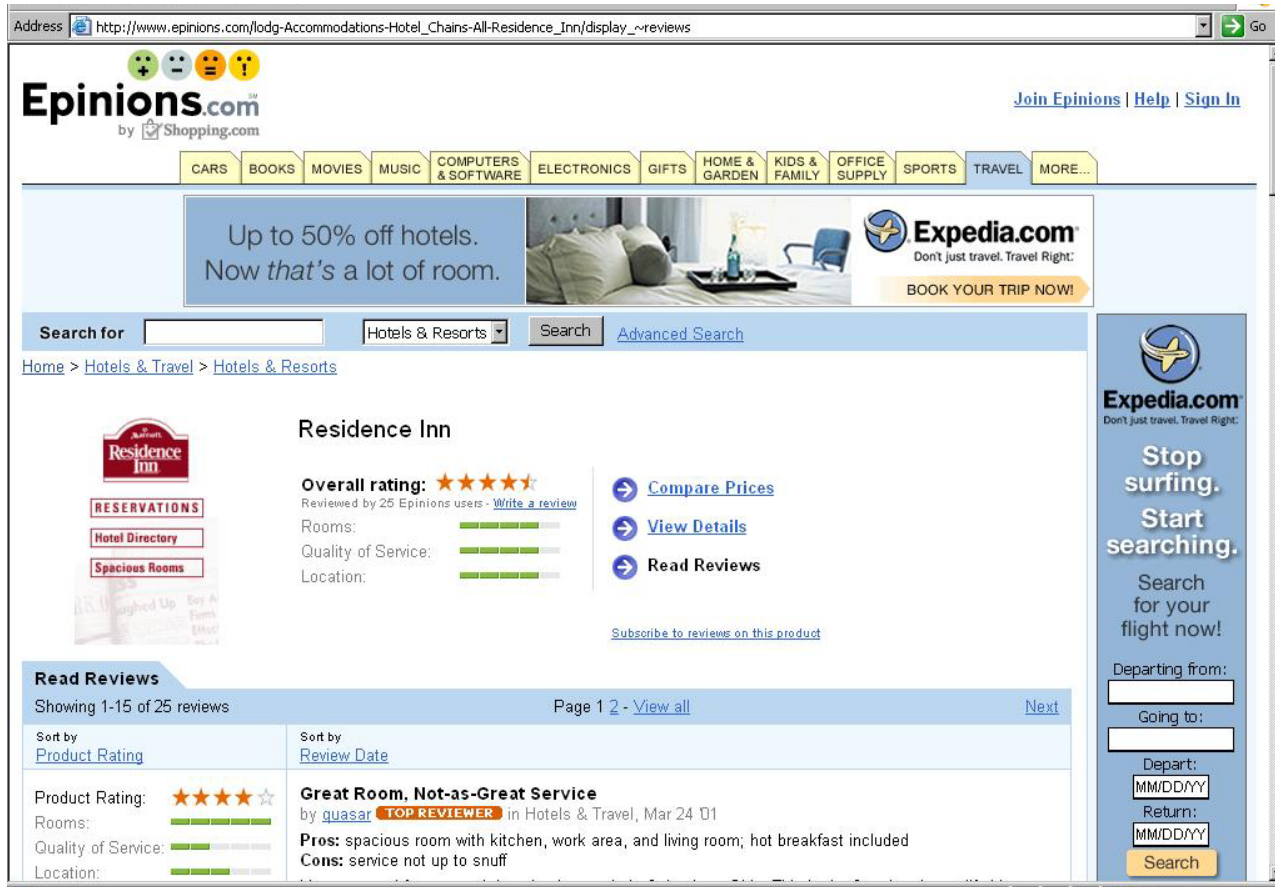 Address http://www.epinions.com/lodg-Accommodations-Hotel_Chains-All-Residence_Inn/display_~reviews Go
Epinions.com℠
by Shopping.com
Join Epinions | Help | Sign In
CARS BOOKS MOVIES MUSIC COMPUTERS & SOFTWARE ELECTRONICS GIFTS HOME & GARDEN KIDS & FAMILY OFFICE SUPPLY SPORTS TRAVEL MORE...
Up to 50% off hotels.
Now that's a lot of room.
Expedia.com
Don't just travel. Travel Right.
BOOK YOUR TRIP NOW!
Search for Hotels & Resorts Search Advanced Search
Home > Hotels & Travel > Hotels & Resorts
Marriott
Residence
Inn
RESERVATIONS
Hotel Directory
Spacious Rooms
Residence Inn
Overall rating:
Reviewed by 25 Epinions users - Write a review
Rooms:
Quality of Service:
Location:
Compare Prices
View Details
Read Reviews
Subscribe to reviews on this product
Read Reviews
Showing 1-15 of 25 reviews Page 1 2 - View all Next
Sort by
Product Rating
Sort by
Review Date
Product Rating:
Rooms:
Quality of Service:
Location:
Great Room, Not-as-Great Service
by quasar TOP REVIEWER in Hotels & Travel, Mar 24 '01
Pros: spacious room with kitchen, work area, and living room; hot breakfast included
Cons: service not up to snuff
Expedia.com
Don't just travel. Travel Right.
Stop
surfing.
Start
searching.
Search
for your
flight now!
Departing from:
Going to:
Depart:
MM/DD/YY
Return:
MM/DD/YY
Search